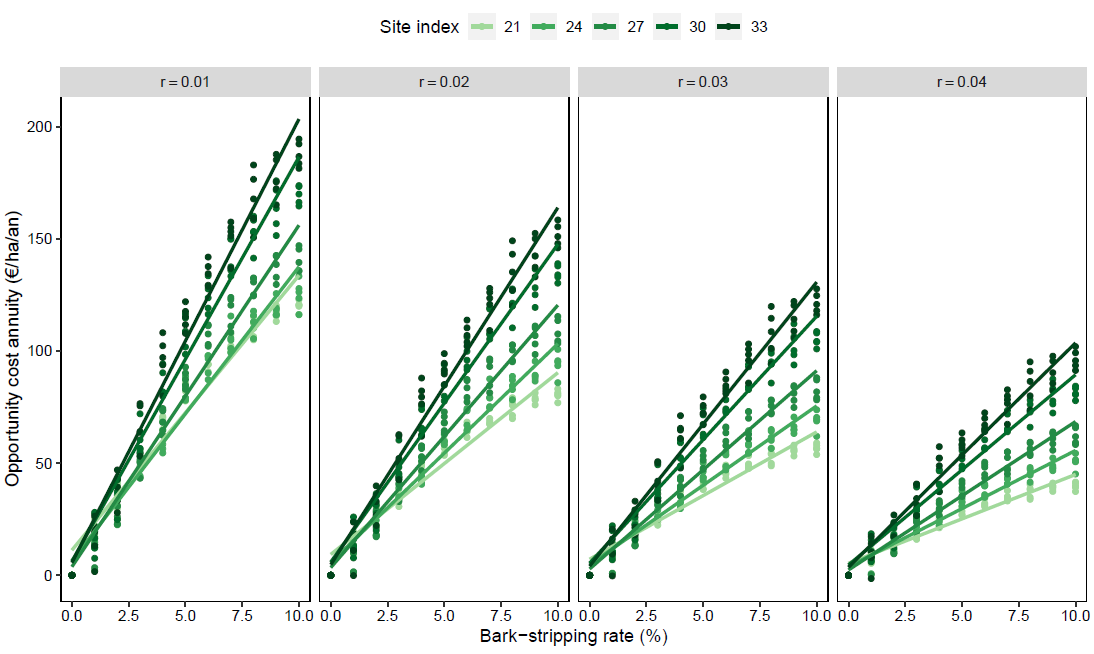 Site index 21 24 27 30 33
r = 0.01 r = 0.02 r = 0.03 r = 0.04
Opportunity cost annuity (€/ha/an)
200
150
100
50
0
0.0 2.5 5.0 7.5 10.0 0.0 2.5 5.0 7.5 10.0 0.0 2.5 5.0 7.5 10.0 0.0 2.5 5.0 7.5 10.0
Bark−stripping rate (%)